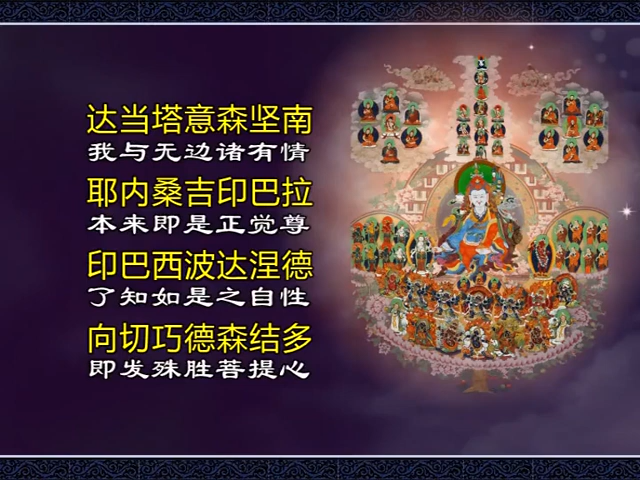 达当塔意森坚南
我与无边诸有情
耶内桑吉印巴拉
本来即是正觉尊
印巴西波达涅德
了知如是之自性
向切巧德森结多
即发殊胜菩提心